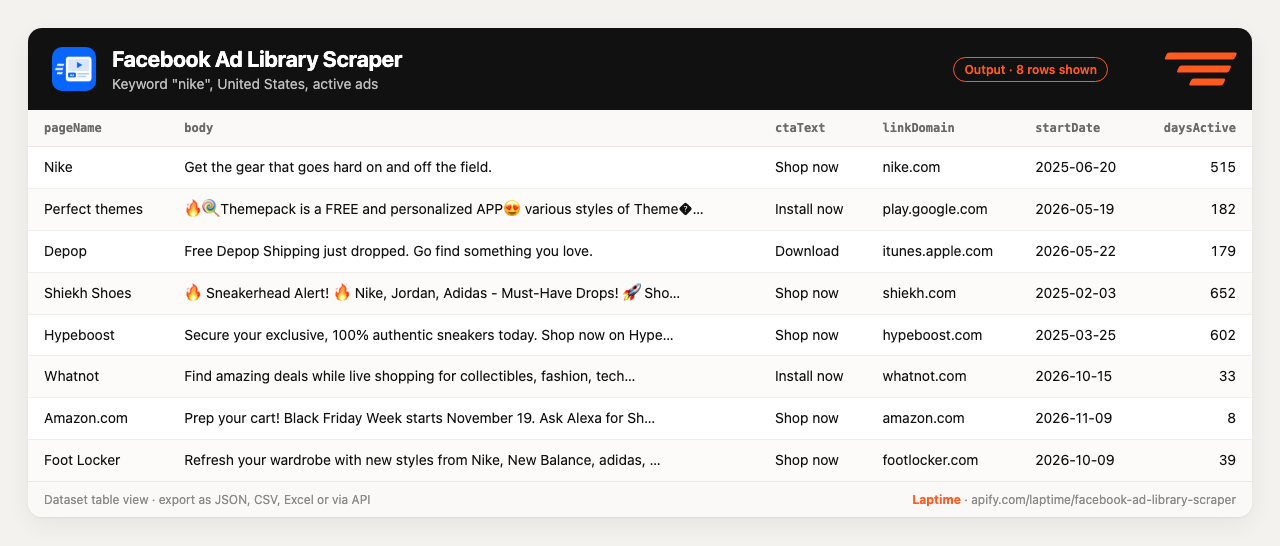 Facebook Ad Library Scraper
Keyword "nike", United States, active ads
Output · 8 rows shown
pageName body ctaText linkDomain startDate daysActive
Nike Get the gear that goes hard on and off the field. Shop now nike.com 2025-06-20 515
Perfect themes 🔥🍭Themepack is a FREE and personalized APP😍 various styles of Theme�... Install now play.google.com 2026-05-19 182
Depop Free Depop Shipping just dropped. Go find something you love. Download itunes.apple.com 2026-05-22 179
Shiekh Shoes 🔥 Sneakerhead Alert! 🔥 Nike, Jordan, Adidas - Must-Have Drops! 🚀 Sho... Shop now shiekh.com 2025-02-03 652
Hypeboost Secure your exclusive, 100% authentic sneakers today. Shop now on Hype... Shop now hypeboost.com 2025-03-25 602
Whatnot Find amazing deals while live shopping for collectibles, fashion, tech... Install now whatnot.com 2026-10-15 33
Amazon.com Prep your cart! Black Friday Week starts November 19. Ask Alexa for Sh... Shop now amazon.com 2026-11-09 8
Foot Locker Refresh your wardrobe with new styles from Nike, New Balance, adidas, ... Shop now footlocker.com 2026-10-09 39
Dataset table view · export as JSON, CSV, Excel or via API
Laptime · apify.com/laptime/facebook-ad-library-scraper